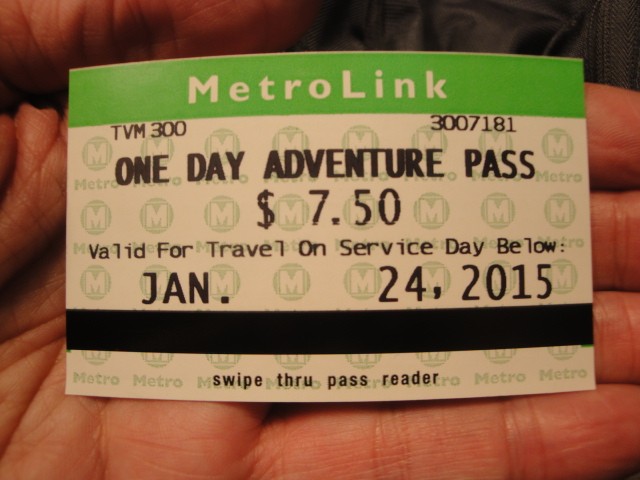 MetroLink
TVM 300 3007181
ONE DAY ADVENTURE PASS
$ 7.50
Valid For Travel On Service Day Below:
JAN. 24, 2015
swipe thru pass reader